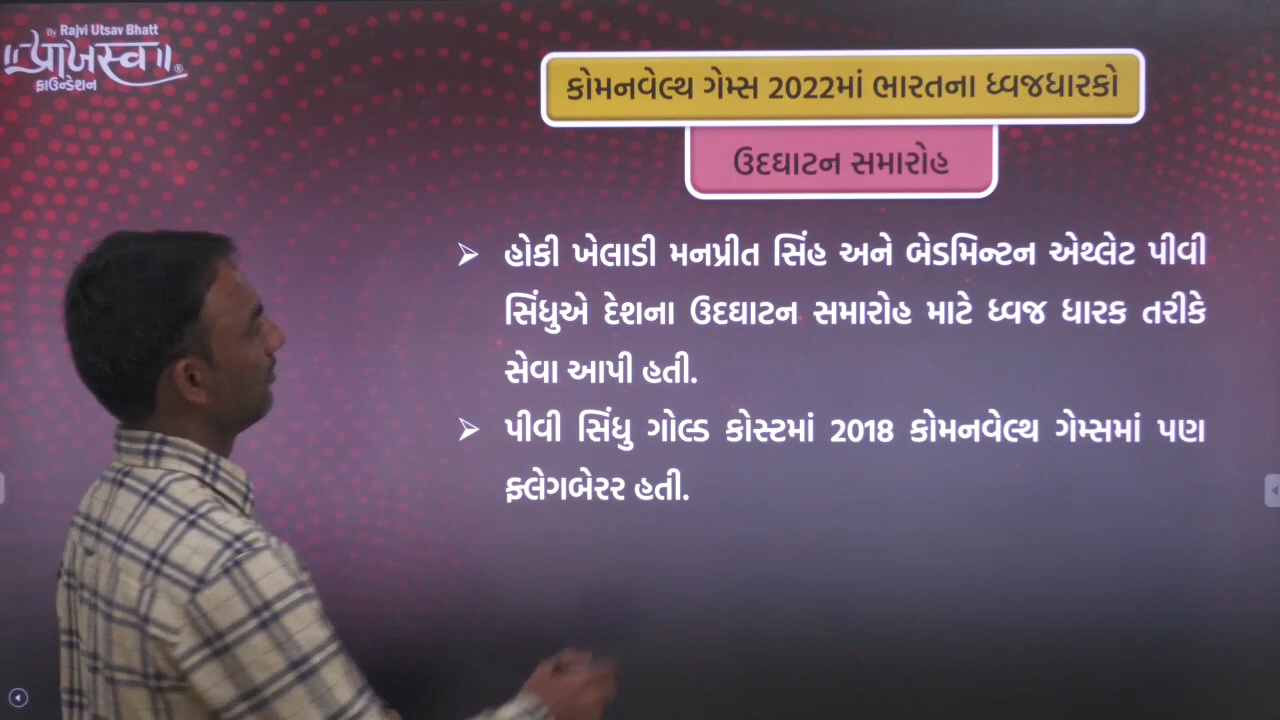 By Rajvi Utsav Bhatt
॥પ્રાખસ્વ॥®
ફાઉન્ડેશન
કોમનવેલ્થ ગેમ્સ 2022માં ભારતના ધ્વજધારકો
ઉદઘાટન સમારોહ
➢ હોકી ખેલાડી મનપ્રીત સિંહ અને બેડમિન્ટન એથ્લેટ પીવી
સિંધુએ દેશના ઉદઘાટન સમારોહ માટે ધ્વજ ધારક તરીકે
સેવા આપી હતી.
➢ પીવી સિંધુ ગોલ્ડ કોસ્ટમાં 2018 કોમનવેલ્થ ગેમ્સમાં પણ
ફ્લેગબેરર હતી.